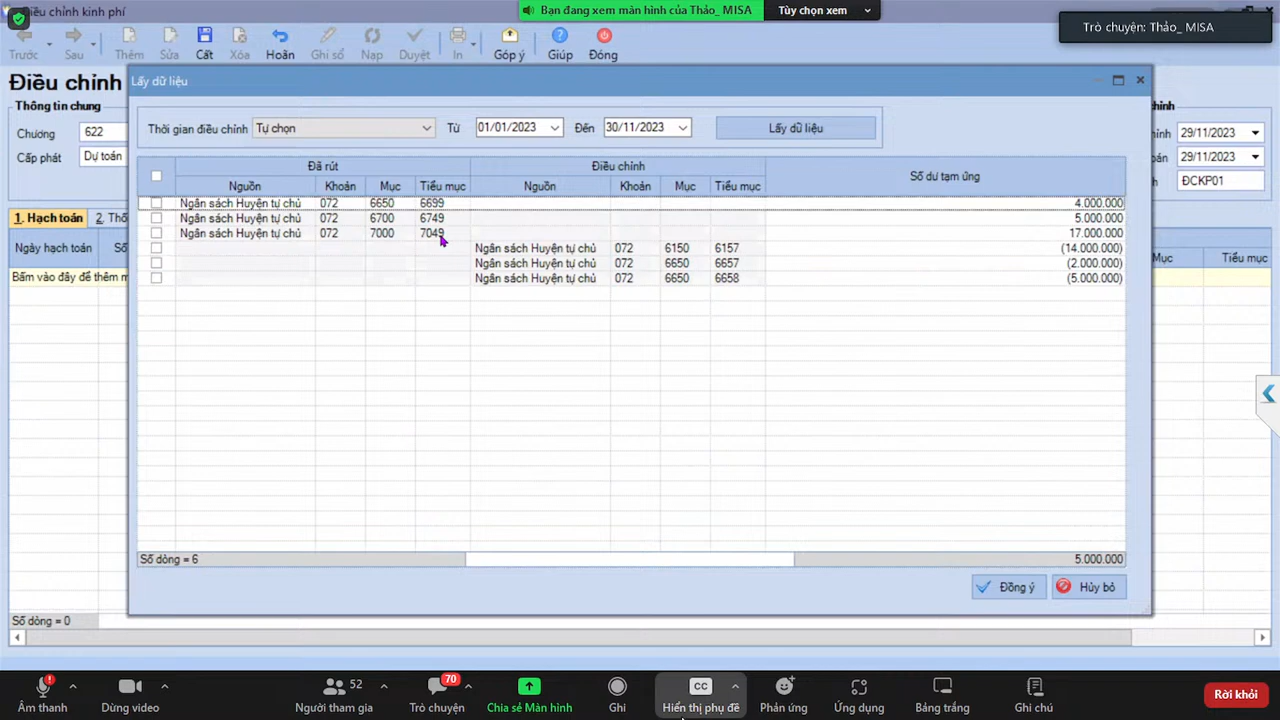 Điều chỉnh kinh phí
Bạn đang xem màn hình của Thảo_ MISA
Tùy chọn xem
Trò chuyện: Thảo_ MISA
Trước
Sau
Thêm
Sửa
Cất
Xóa
Hoãn
Ghi sổ
Nạp
Duyệt
In
Góp ý
Giúp
Đóng
Điều chỉnh
Lấy dữ liệu
Thông tin chung
Chương 622
Cấp phát Dự toán
Thời gian điều chỉnh Tự chọn Từ 01/01/2023 Đến 30/11/2023 Lấy dữ liệu
29/11/2023
29/11/2023
ĐCKP01
Đã rút Điều chỉnh Số dư tạm ứng
Nguồn Khoản Mục Tiểu mục Nguồn Khoản Mục Tiểu mục
Ngân sách Huyện tự chủ 072 6650 6699 4.000.000
Ngân sách Huyện tự chủ 072 6700 6749 5.000.000
Ngân sách Huyện tự chủ 072 7000 7049 17.000.000
Ngân sách Huyện tự chủ 072 6150 6157 (14.000.000)
Ngân sách Huyện tự chủ 072 6650 6657 (2.000.000)
Ngân sách Huyện tự chủ 072 6650 6658 (5.000.000)
1. Hạch toán
Ngày hạch toán
Mục
Tiểu mục
Bấm vào đây để thêm m
Số dòng = 6 5.000.000
Đồng ý
Hủy bỏ
Số dòng = 0
Âm thanh
Dừng video
52
Người tham gia
70
Trò chuyện
Chia sẻ Màn hình
Ghi
CC
Hiển thị phụ đề
Phản ứng
Ứng dụng
Bảng trắng
Ghi chú
Rời khỏi